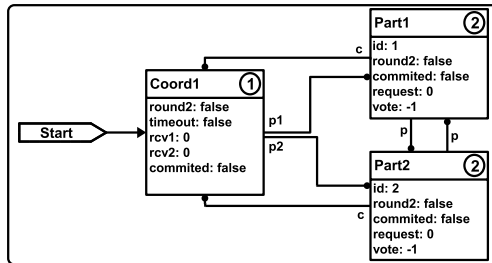 Start
Coord1
1
round2: false
timeout: false
rcv1: 0
rcv2: 0
commited: false
p1
p2
c
Part1
2
id: 1
round2: false
commited: false
request: 0
vote: -1
p
p
Part2
2
id: 2
round2: false
commited: false
request: 0
vote: -1
c